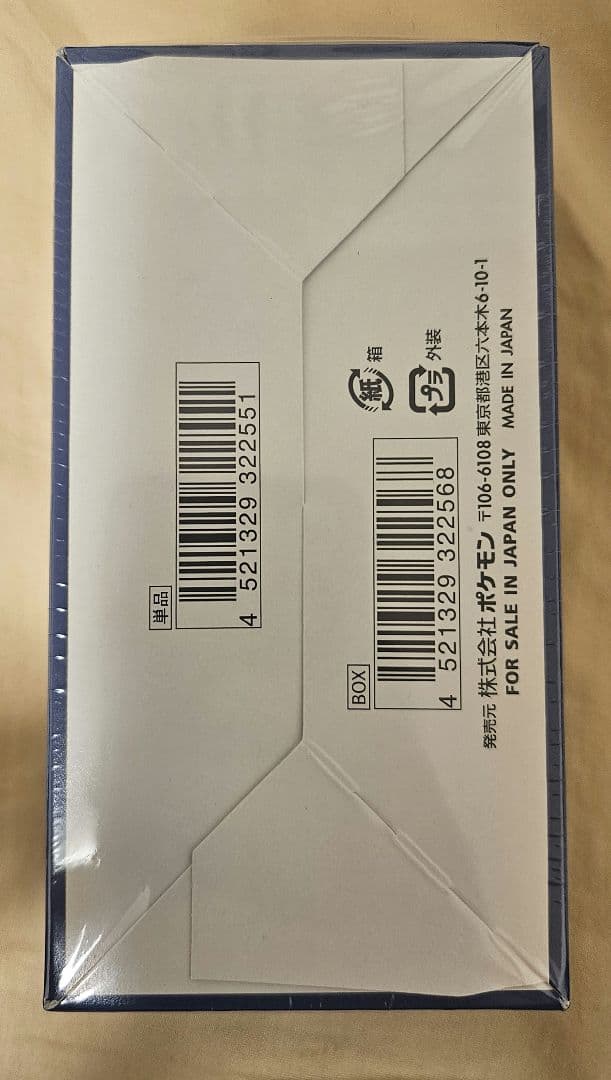 単品
4 521329 322551
BOX
4 521329 322568
紙 箱
プラ 外装
発売元 株式会社 ポケモン 〒106-6108 東京都港区六本木6-10-1
FOR SALE IN JAPAN ONLY MADE IN JAPAN